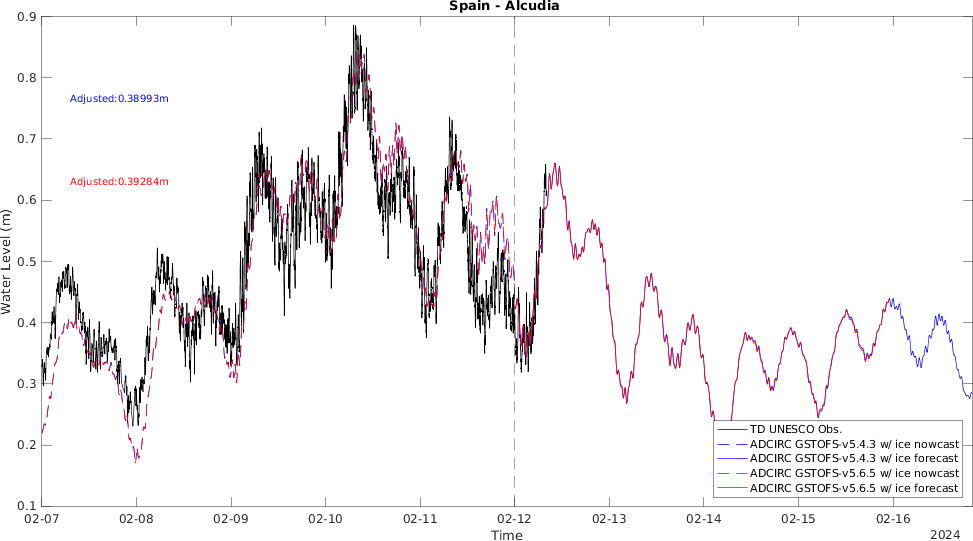 Spain - Alcudia
Water Level (m)
0.9
0.8
0.7
0.6
0.5
0.4
0.3
0.2
0.1
Adjusted:0.38993m
Adjusted:0.39284m
TD UNESCO Obs.
ADCIRC GSTOFS-v5.4.3 w/ ice nowcast
ADCIRC GSTOFS-v5.4.3 w/ ice forecast
ADCIRC GSTOFS-v5.6.5 w/ ice nowcast
ADCIRC GSTOFS-v5.6.5 w/ ice forecast
02-07 02-08 02-09 02-10 02-11 02-12 02-13 02-14 02-15 02-16
Time
2024